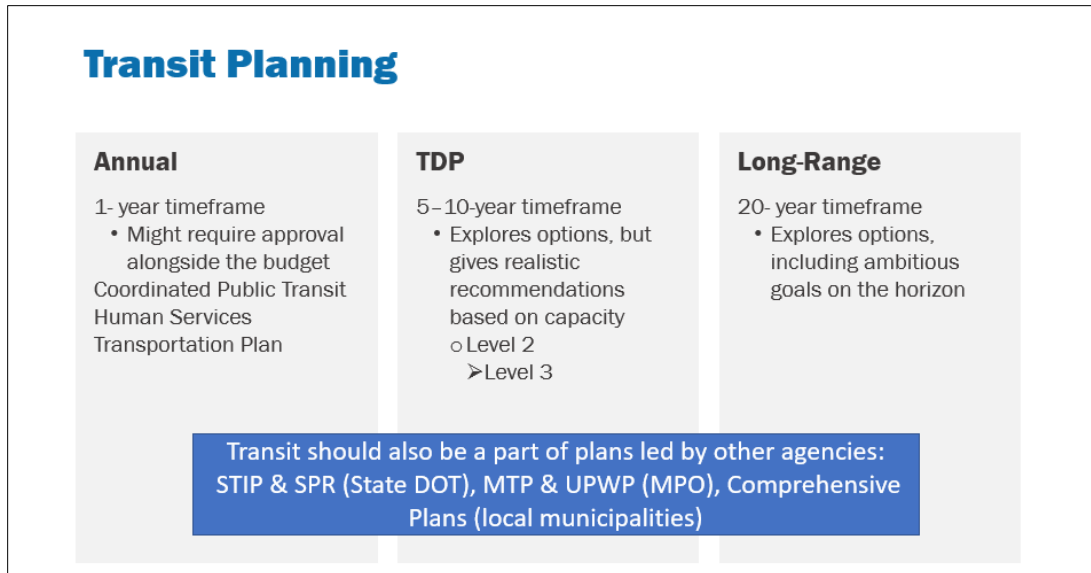 Transit Planning
Annual
1- year timeframe
• Might require approval
alongside the budget
Coordinated Public Transit
Human Services
Transportation Plan
TDP
5–10-year timeframe
• Explores options, but
gives realistic
recommendations
based on capacity
o Level 2
➢Level 3
Long-Range
20- year timeframe
• Explores options,
including ambitious
goals on the horizon
Transit should also be a part of plans led by other agencies:
STIP & SPR (State DOT), MTP & UPWP (MPO), Comprehensive
Plans (local municipalities)